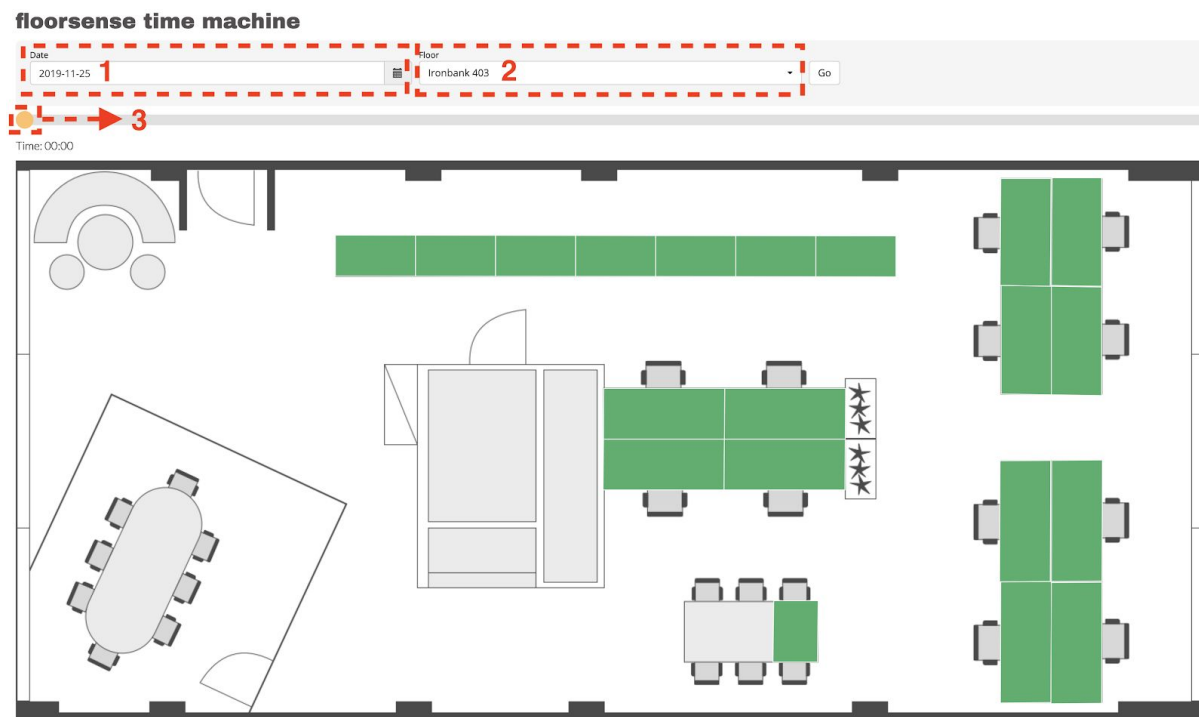 floorsense time machine
Date
Floor
2019-11-25 1
Ironbank 403 2
Go
3
Time: 00:00